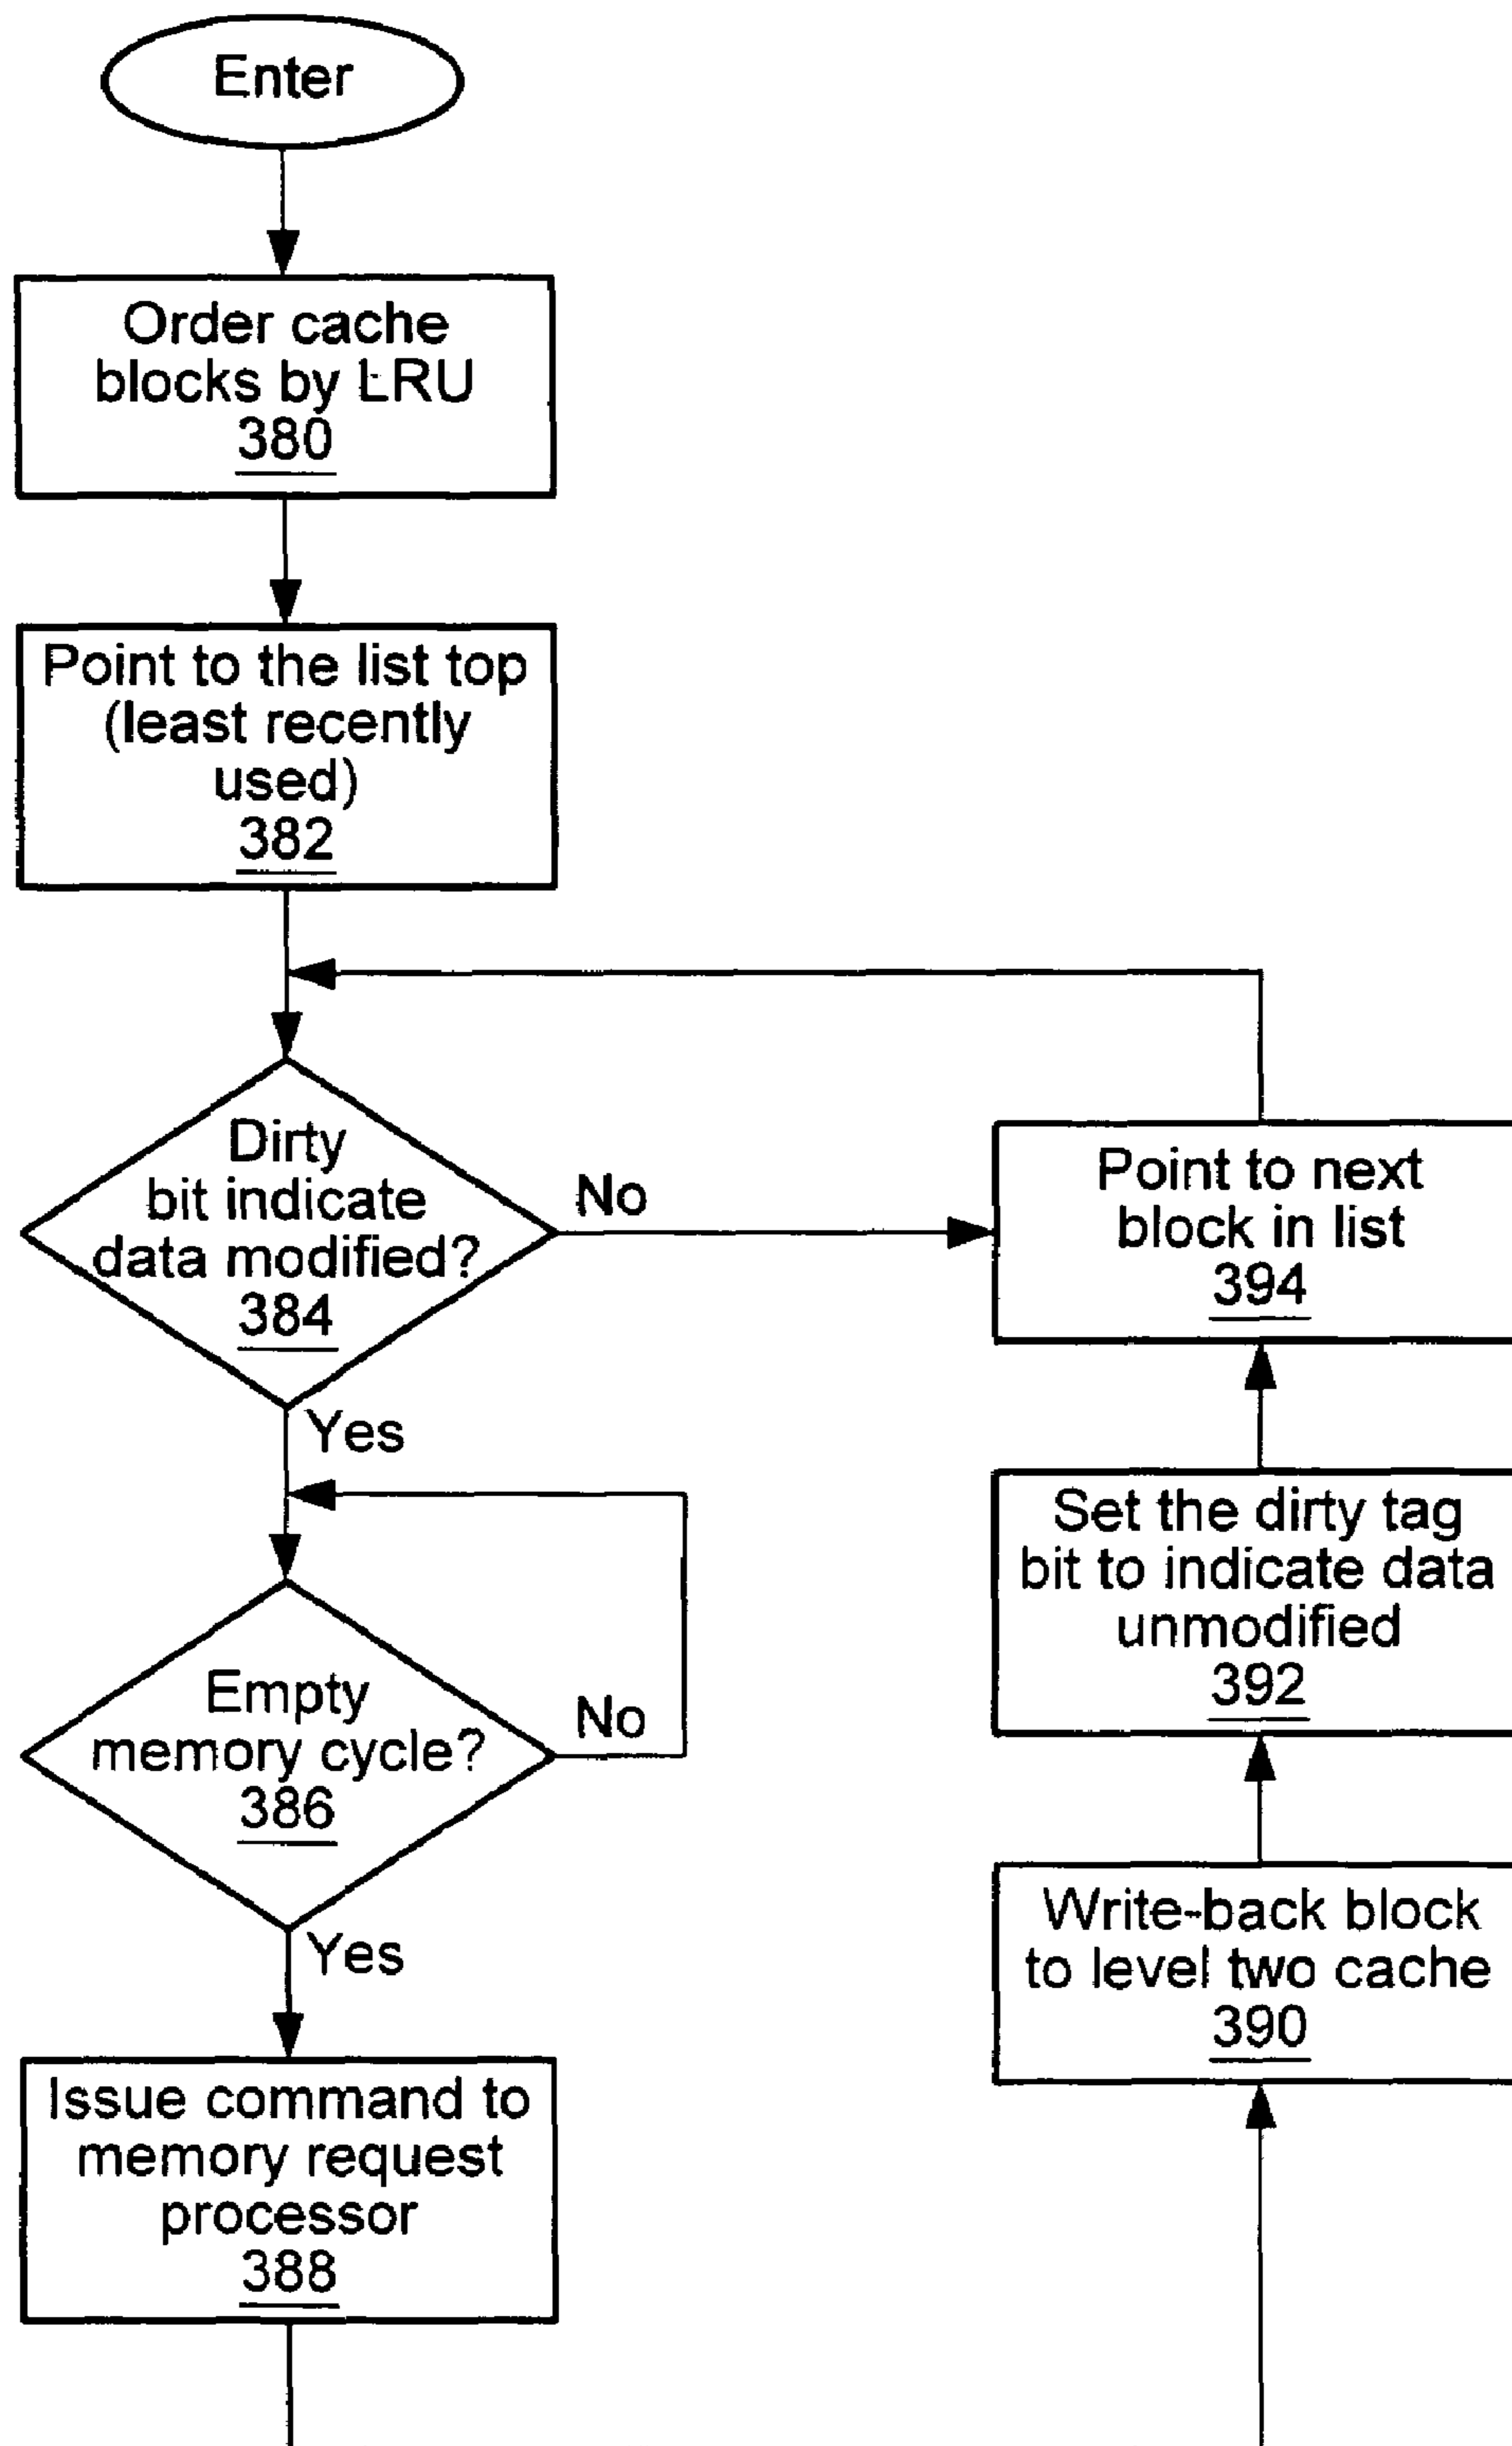 Enter
Order cache
blocks by LRU
380
Point to the list top
(least recently
used)
382
Dirty
bit indicate
data modified?
384
No
Yes
Empty
memory cycle?
386
No
Yes
Issue command to
memory request
processor
388
Point to next
block in list
394
Set the dirty tag
bit to indicate data
unmodified
392
Write-back block
to level two cache
390